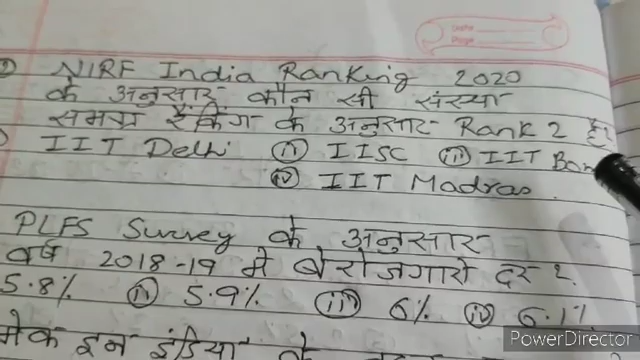 NIRF India Ranking 2020
के अनुसार कौन सी संस्था
समग्र रैंकिंग के अनुसार Rank 2 है?
IIT Delhi (ii) IISC (iii) IIT Bom
(iv) IIT Madras.
PLFS Survey के अनुसार
वर्ष 2018-19 मे बेरोजगारी दर ?
5.8% (ii) 5.9% (iii) 6% (iv) 6.1%
मेक इन इंडिया के
PowerDirector